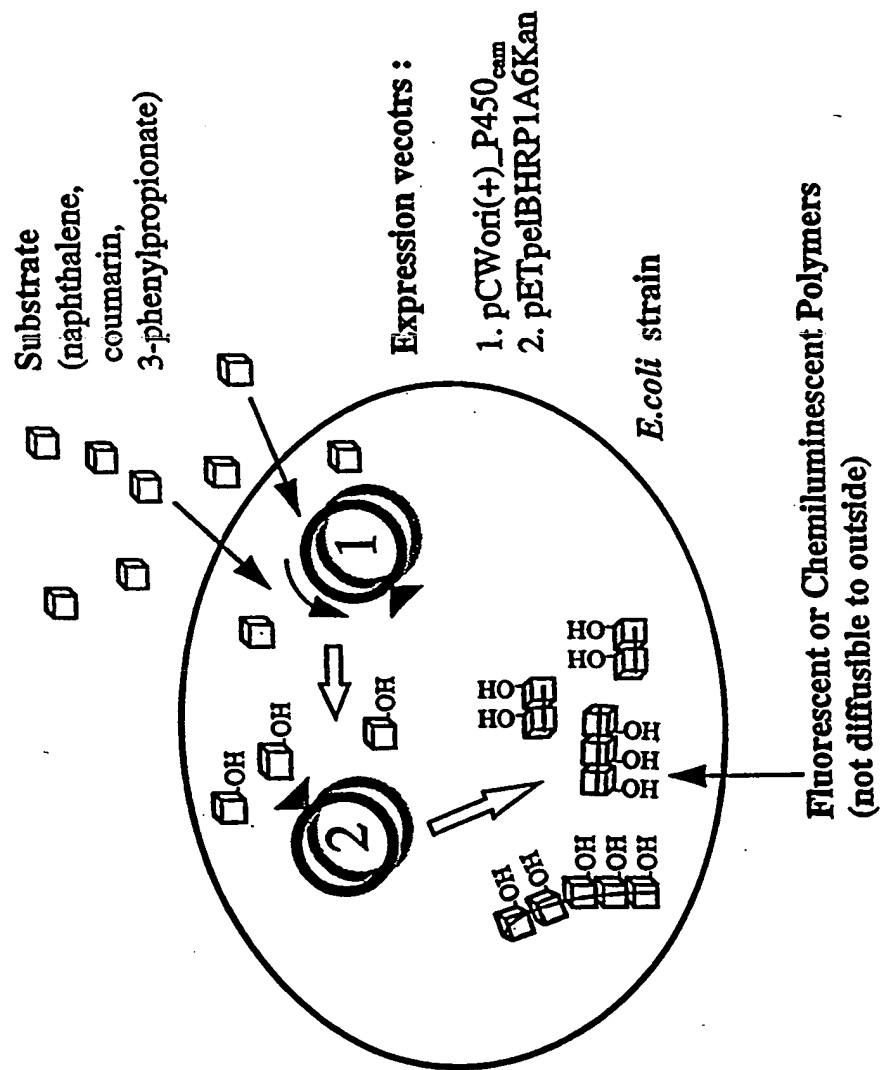 Substrate
(naphthalene,
coumarin,
3-phenylpropionate)
Expression vecotrs :
1. pCWori(+)_P450cam
2. pETpelBHRP1A6Kan
E.coli strain
1
2
OH
OH
OH
HO
HO
HO
HO
OH
OH
OH
OH
OH
OH
OH
OH
Fluorescent or Chemiluminescent Polymers
(not diffusible to outside)